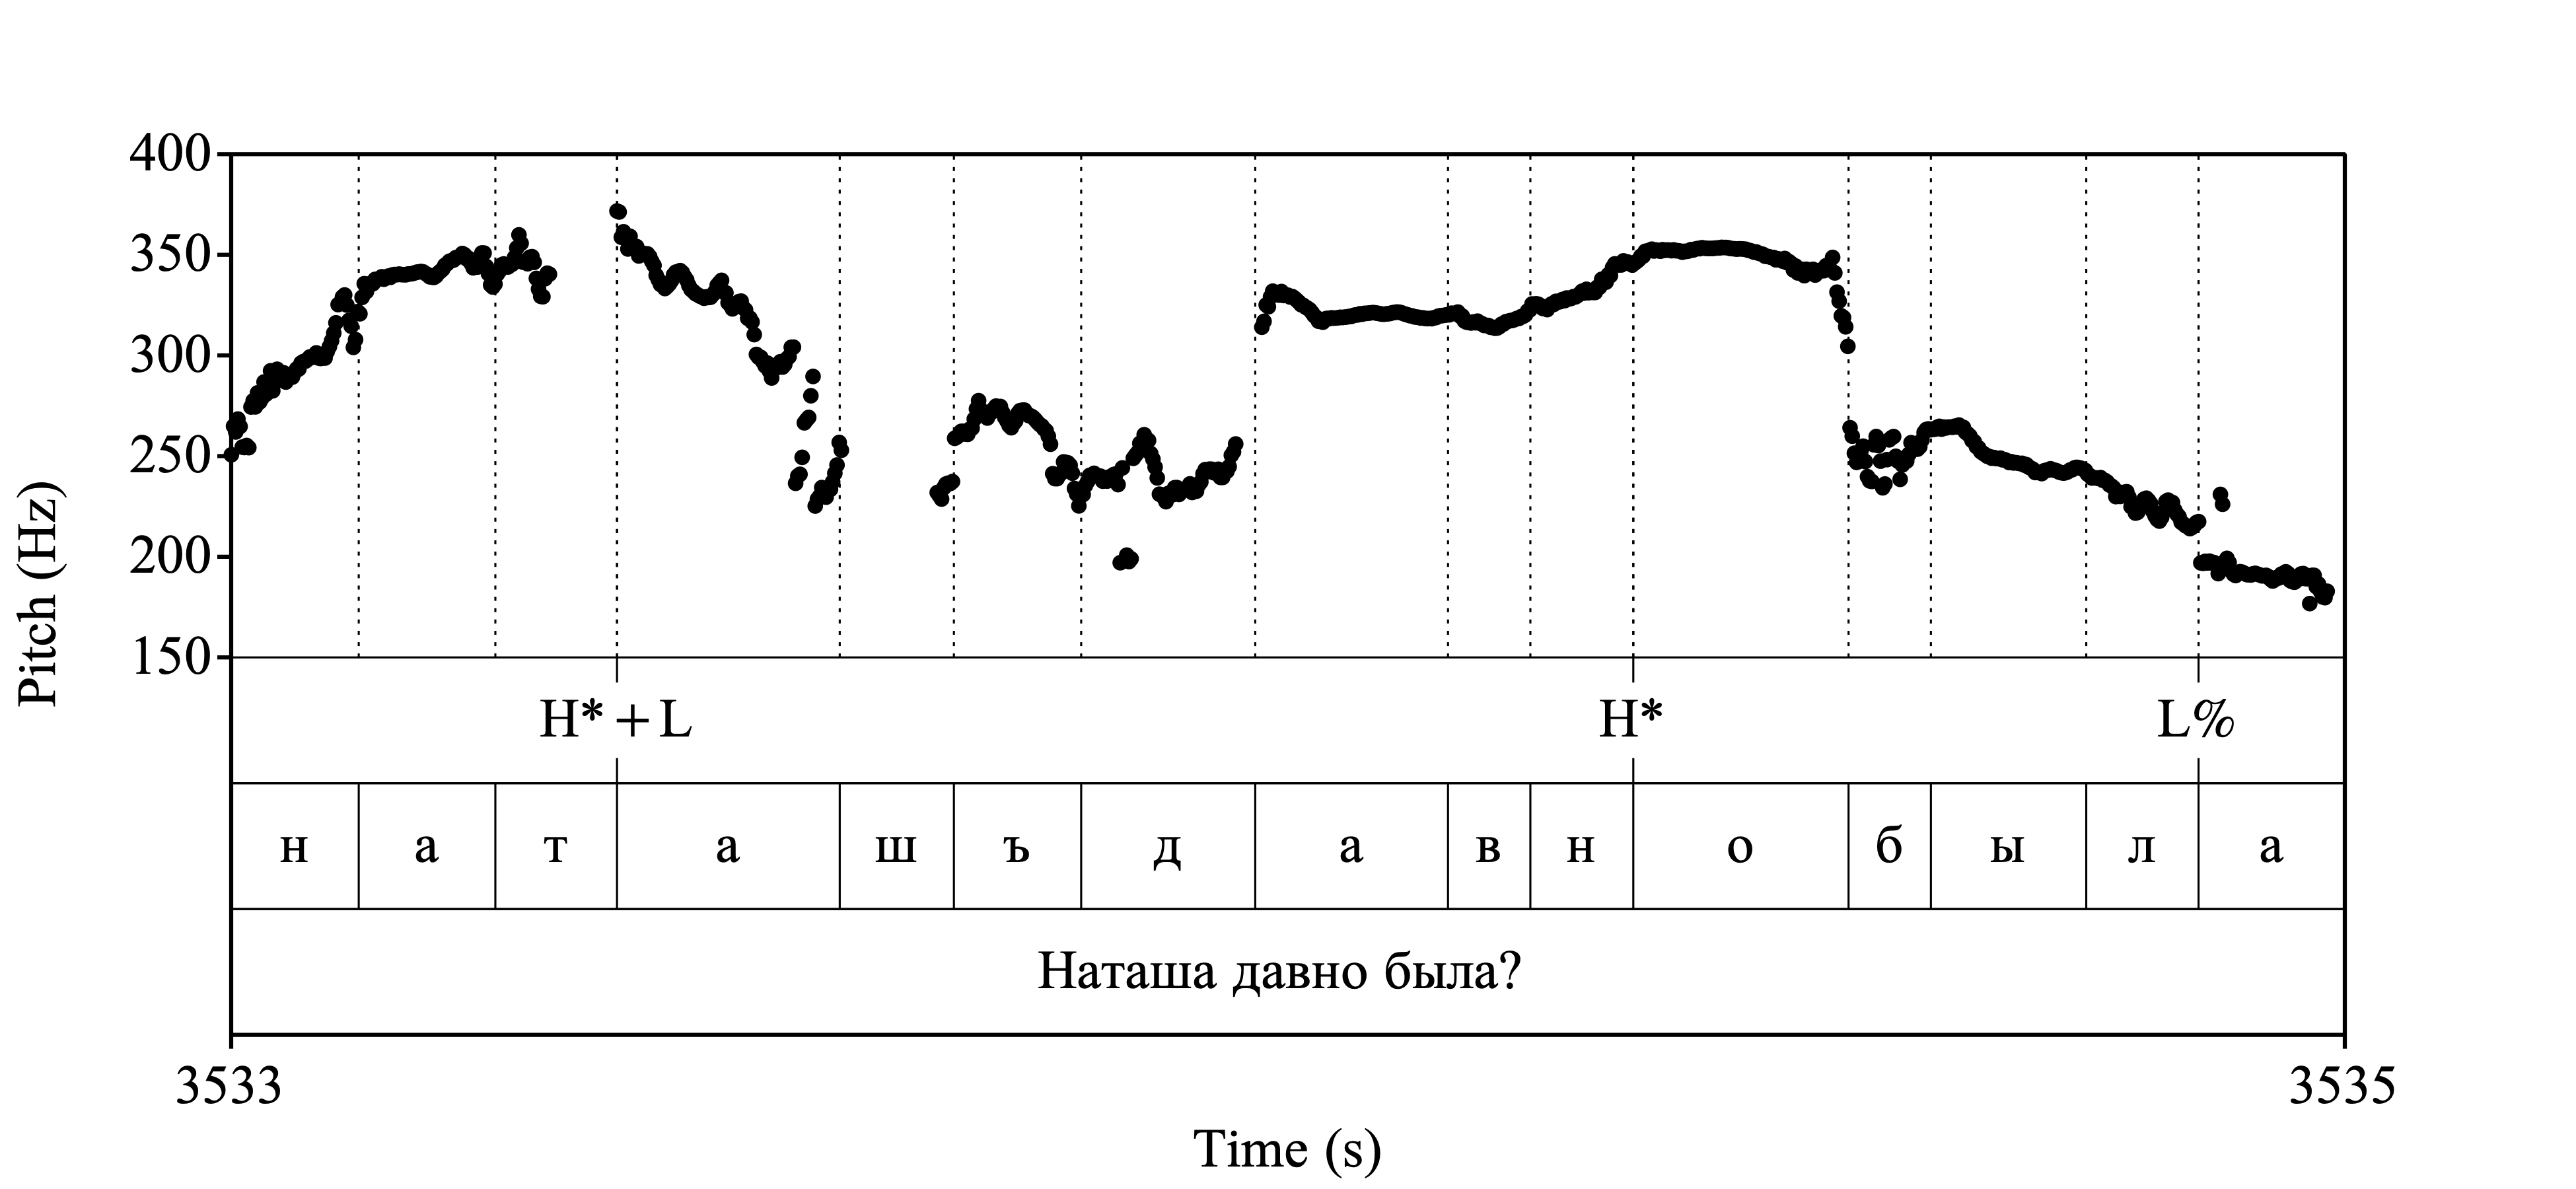 400
350
300
250
200
150
Pitch (Hz)
H* + L H* L%
н а т а ш ъ д а в н о б ы л а
Наташа давно была?
3533 3535
Time (s)